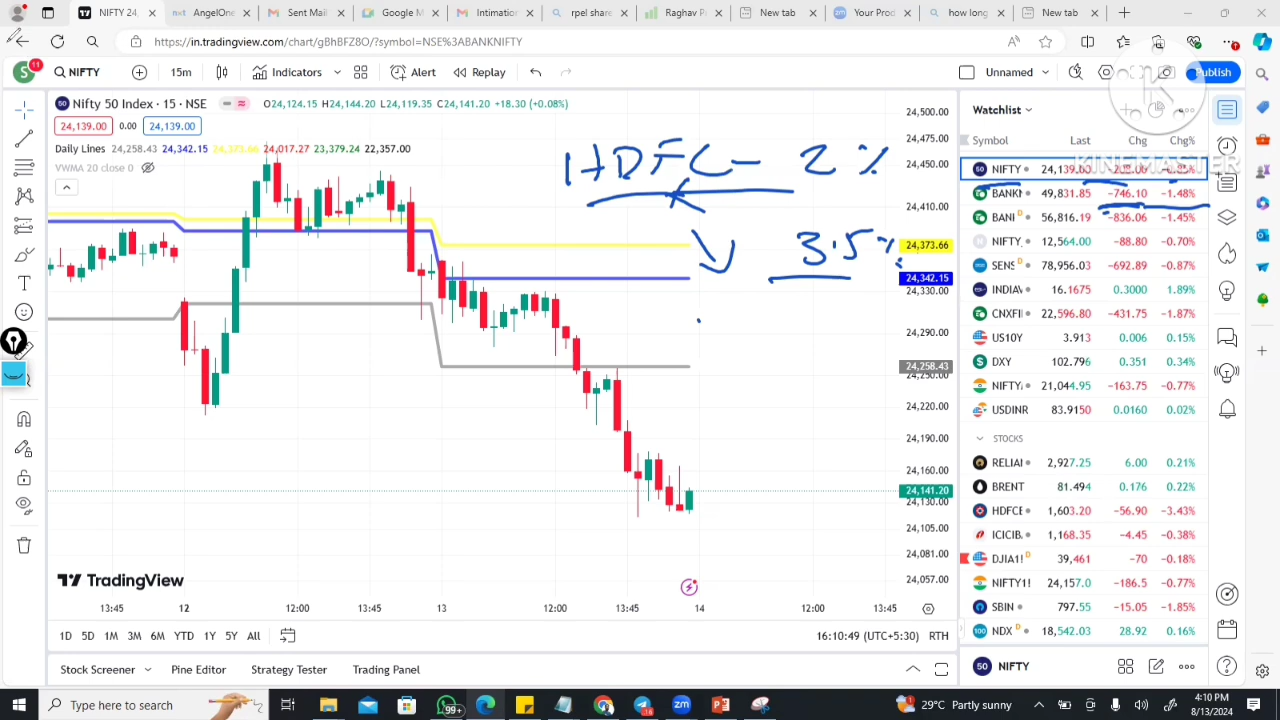 TradingView
NIFTY 24
AngelOne
Sent Mail
Google M
Intimation
rpel share
Raghav Pa
New tab
Your Prod
how long
New tab
https://in.tradingview.com/chart/gBhBFZ8O/?symbol=NSE%3ABANKNIFTY
S 11 NIFTY 15m Indicators Alert Replay Unnamed Publish
Nifty 50 Index · 15 · NSE O24,124.15 H24,144.20 L24,119.35 C24,141.20 +18.30 (+0.08%)
24,139.00 0.00 24,139.00
Daily Lines 24,258.43 24,342.15 24,373.66 24,017.27 23,379.24 22,357.00
VWMA 20 close 0
HDFC - 2 %
3.5 %
24,500.00
24,475.00
24,450.00
24,410.00
24,373.66
24,342.15
24,330.00
24,290.00
24,258.43
24,250.00
24,220.00
24,190.00
24,160.00
24,141.20
24,130.00
24,105.00
24,081.00
24,057.00
13:45 12 12:00 13:45 13 12:00 13:45 14 12:00 13:45
1D 5D 1M 3M 6M YTD 1Y 5Y All 16:10:49 (UTC+5:30) RTH
Stock Screener Pine Editor Strategy Tester Trading Panel
KINEMASTER
Watchlist
Symbol Last Chg Chg%
NIFTY 24,139.00
BANKN 49,831.85 −746.10 −1.48%
BANI D 56,816.19 −836.06 −1.45%
NIFTY_ 12,564.00 −88.80 −0.70%
SENS D 78,956.03 −692.89 −0.87%
INDIAV 16.1675 0.3000 1.89%
CNXFII 22,596.80 −431.75 −1.87%
US10Y 3.913 0.006 0.15%
DXY 102.796 0.351 0.34%
NIFTY 21,044.95 −163.75 −0.77%
USDINR 83.9150 0.0160 0.02%
STOCKS
RELIAI 2,927.25 6.00 0.21%
BRENT 81.494 0.176 0.22%
HDFCE 1,603.20 −56.90 −3.43%
ICICIB 1,168.35 −4.45 −0.38%
DJIA1! D 39,461 −70 −0.18%
NIFTY1! 24,157.0 −186.5 −0.77%
SBIN 797.55 −15.05 −1.85%
NDX D 18,542.03 28.92 0.16%
50 NIFTY
Type here to search
99+
29°C Partly sunny
4:10 PM
8/13/2024